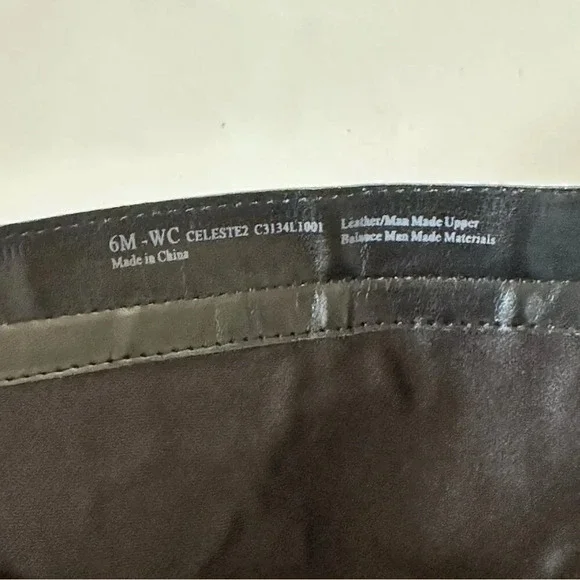 6M -WC CELESTE2 C3134L1001
Made in China
Leather/Man Made Upper
Balance Man Made Materials